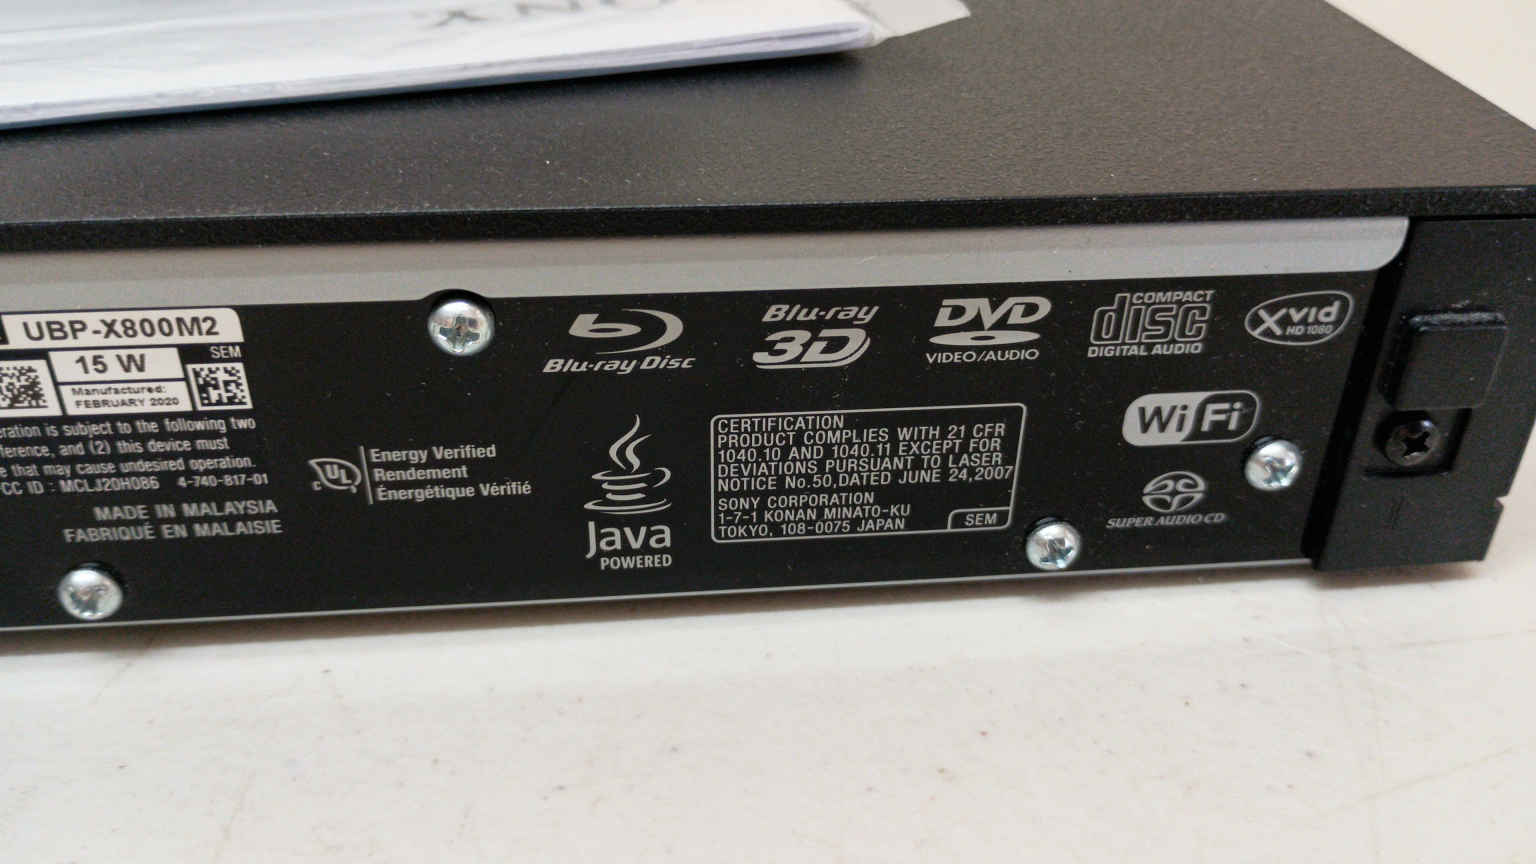 UBP-X800M2
15 W
SEM
Manufactured:
FEBRUARY 2020
eration is subject to the following two
ference, and (2) this device must
e that may cause undesired operation.
FCC ID : MCLJ20H086 4-740-817-01
MADE IN MALAYSIA
FABRIQUÉ EN MALAISIE
UL
Energy Verified
Rendement
Énergétique Vérifié
Blu-ray Disc
Blu-ray
3D
DVD
VIDEO/AUDIO
COMPACT
disc
DIGITAL AUDIO
Xvid
HD 1080
Java
POWERED
CERTIFICATION
PRODUCT COMPLIES WITH 21 CFR
1040.10 AND 1040.11 EXCEPT FOR
DEVIATIONS PURSUANT TO LASER
NOTICE No.50,DATED JUNE 24,2007
SONY CORPORATION
1-7-1 KONAN MINATO-KU
TOKYO, 108-0075 JAPAN
SEM
Wi Fi
SUPER AUDIO CD